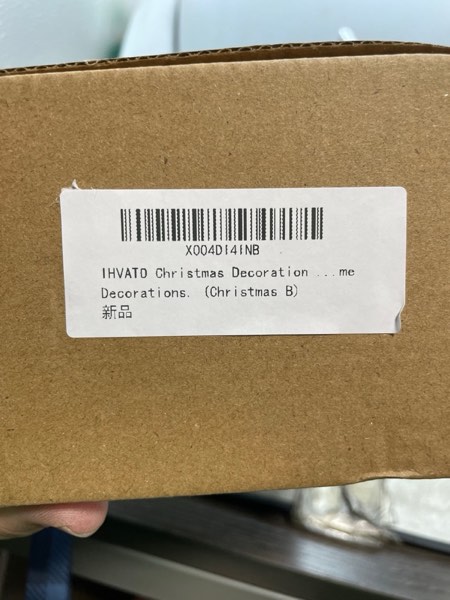 X004DI4INB
IHVATO Christmas Decoration ...me
Decorations. (Christmas B)
新品